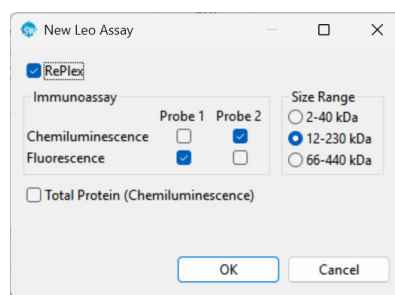 New Leo Assay
RePlex
Immunoassay
Probe 1 Probe 2
Chemiluminescence
Fluorescence
Size Range
2-40 kDa
12-230 kDa
66-440 kDa
Total Protein (Chemiluminescence)
OK Cancel